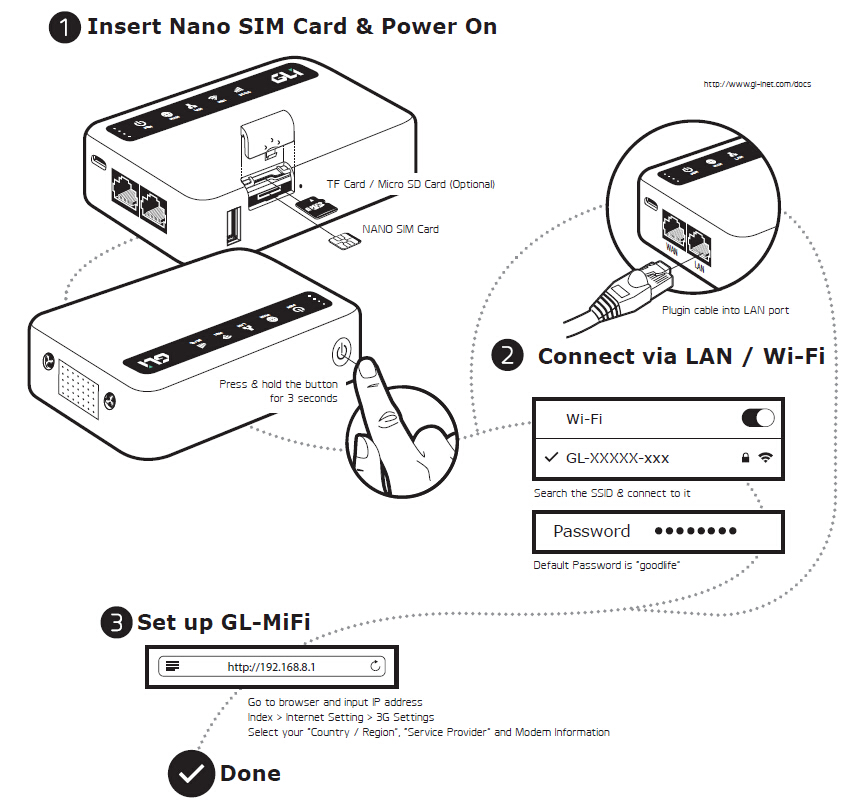 1 Insert Nano SIM Card & Power On
http://www.gl-inet.com/docs
GLi
TF Card / Micro SD Card (Optional)
NANO SIM Card
WAN
LAN
Plugin cable into LAN port
GLi
Press & hold the button
for 3 seconds
2 Connect via LAN / Wi-Fi
Wi-Fi
GL-XXXXX-xxx
Search the SSID & connect to it
Password ●●●●●●●●
Default Password is "goodlife"
3 Set up GL-MiFi
http://192.168.8.1
Go to browser and input IP address
Index > Internet Setting > 3G Settings
Select your "Country / Region", "Service Provider" and Modem Information
Done